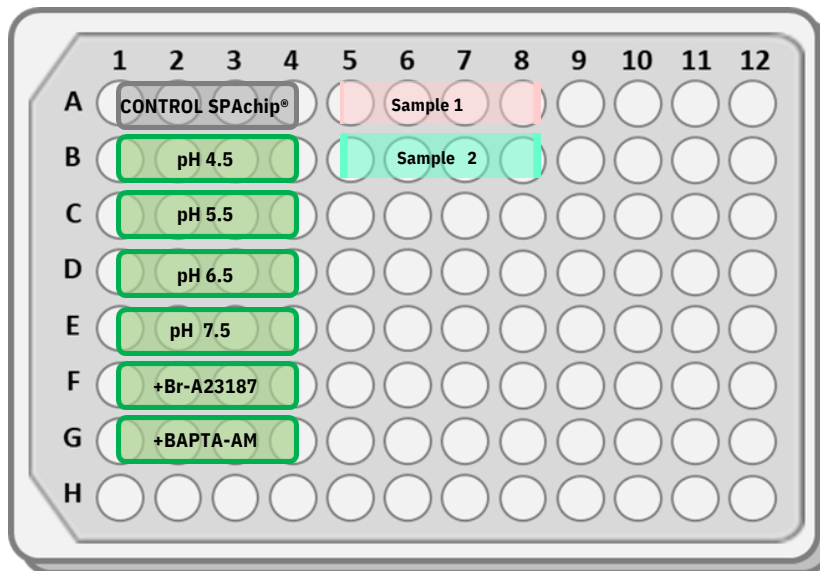 1 2 3 4 5 6 7 8 9 10 11 12
A CONTROL SPAchip® Sample 1
B pH 4.5 Sample 2
C pH 5.5
D pH 6.5
E pH 7.5
F +Br-A23187
G +BAPTA-AM
H